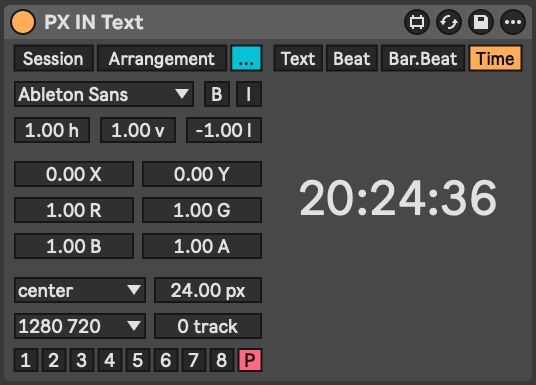 PX IN Text
Session Arrangement ... Text Beat Bar.Beat Time
Ableton Sans B I
1.00 h 1.00 v -1.00 l
0.00 X 0.00 Y
20:24:36
1.00 R 1.00 G
1.00 B 1.00 A
center 24.00 px
1280 720 0 track
1 2 3 4 5 6 7 8 P